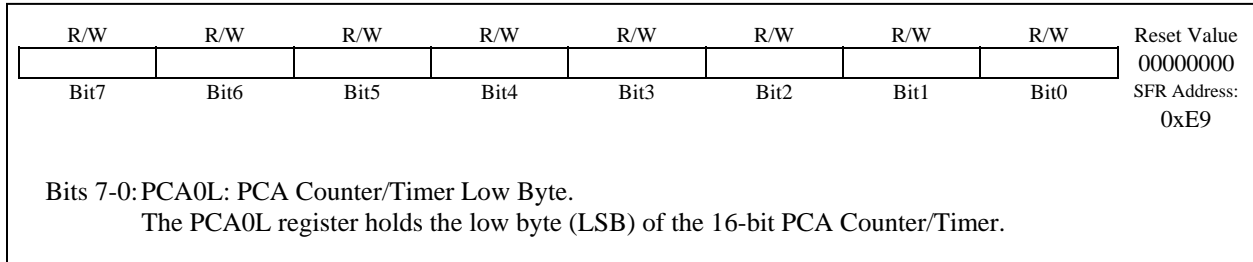 R/W R/W R/W R/W R/W R/W R/W R/W Reset Value
00000000
Bit7 Bit6 Bit5 Bit4 Bit3 Bit2 Bit1 Bit0 SFR Address:
0xE9
Bits 7-0: PCA0L: PCA Counter/Timer Low Byte.
The PCA0L register holds the low byte (LSB) of the 16-bit PCA Counter/Timer.